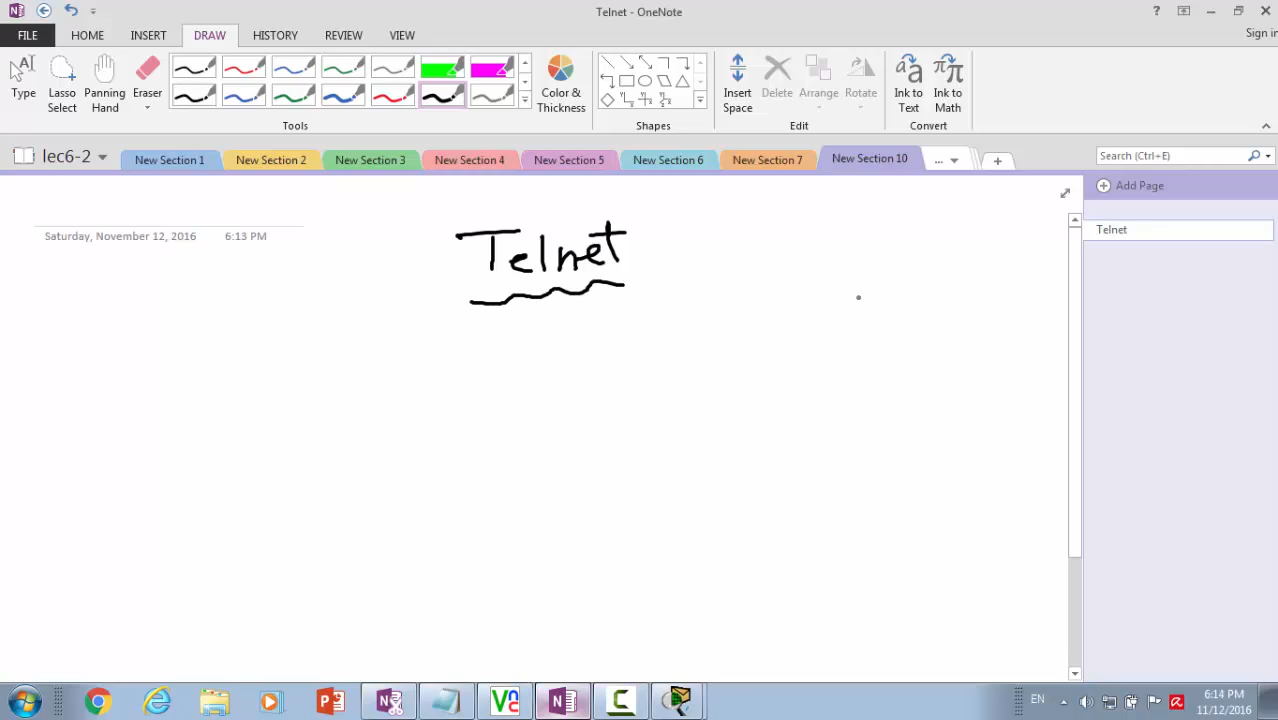 Telnet - OneNote
?
Sign in
FILE HOME INSERT DRAW HISTORY REVIEW VIEW
Type
Lasso Select
Panning Hand
Eraser
Color & Thickness
Insert Space
Delete
Arrange
Rotate
Ink to Text
Ink to Math
Tools
Shapes
Edit
Convert
lec6-2
New Section 1
New Section 2
New Section 3
New Section 4
New Section 5
New Section 6
New Section 7
New Section 10
...
Search (Ctrl+E)
Add Page
Telnet
Saturday, November 12, 2016 6:13 PM
Telnet
EN
6:14 PM
11/12/2016